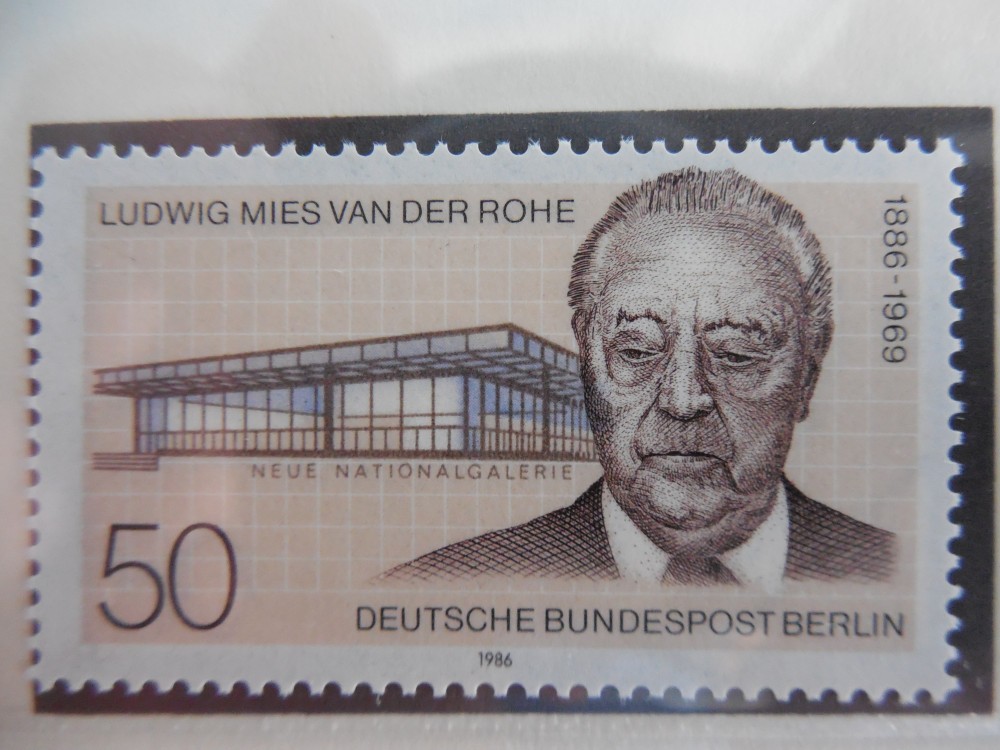 LUDWIG MIES VAN DER ROHE
1886-1969
NEUE NATIONALGALERIE
50
DEUTSCHE BUNDESPOST BERLIN
1986